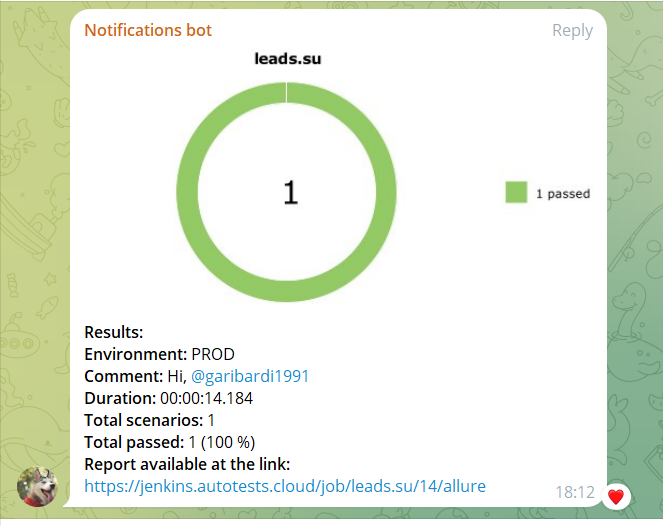 Notifications bot Reply
leads.su
1
1 passed
Results:
Environment: PROD
Comment: Hi, @garibardi1991
Duration: 00:00:14.184
Total scenarios: 1
Total passed: 1 (100 %)
Report available at the link:
https://jenkins.autotests.cloud/job/leads.su/14/allure
18:12